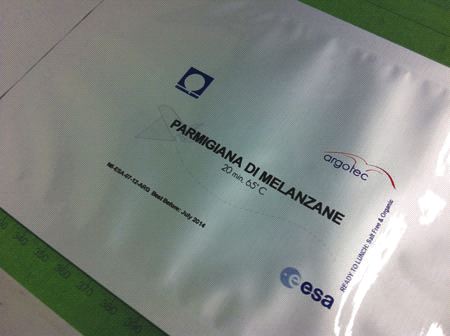 PARMIGIANA DI MELANZANE
20 min, 65°C
argotec
READY TO LUNCH: Salt Free & Organic
esa